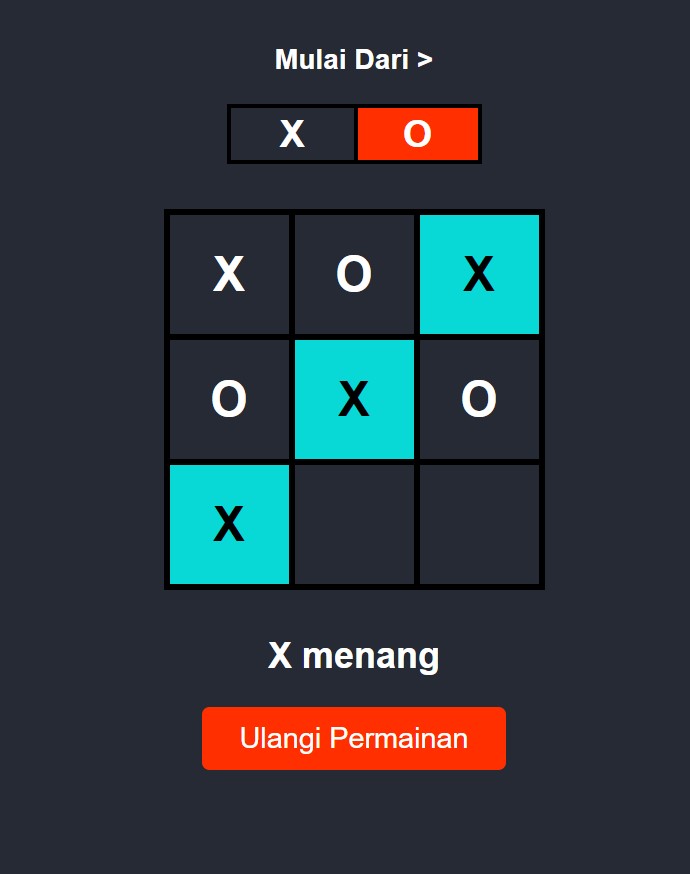 Mulai Dari >
X O
X O X
O X O
X
X menang
Ulangi Permainan